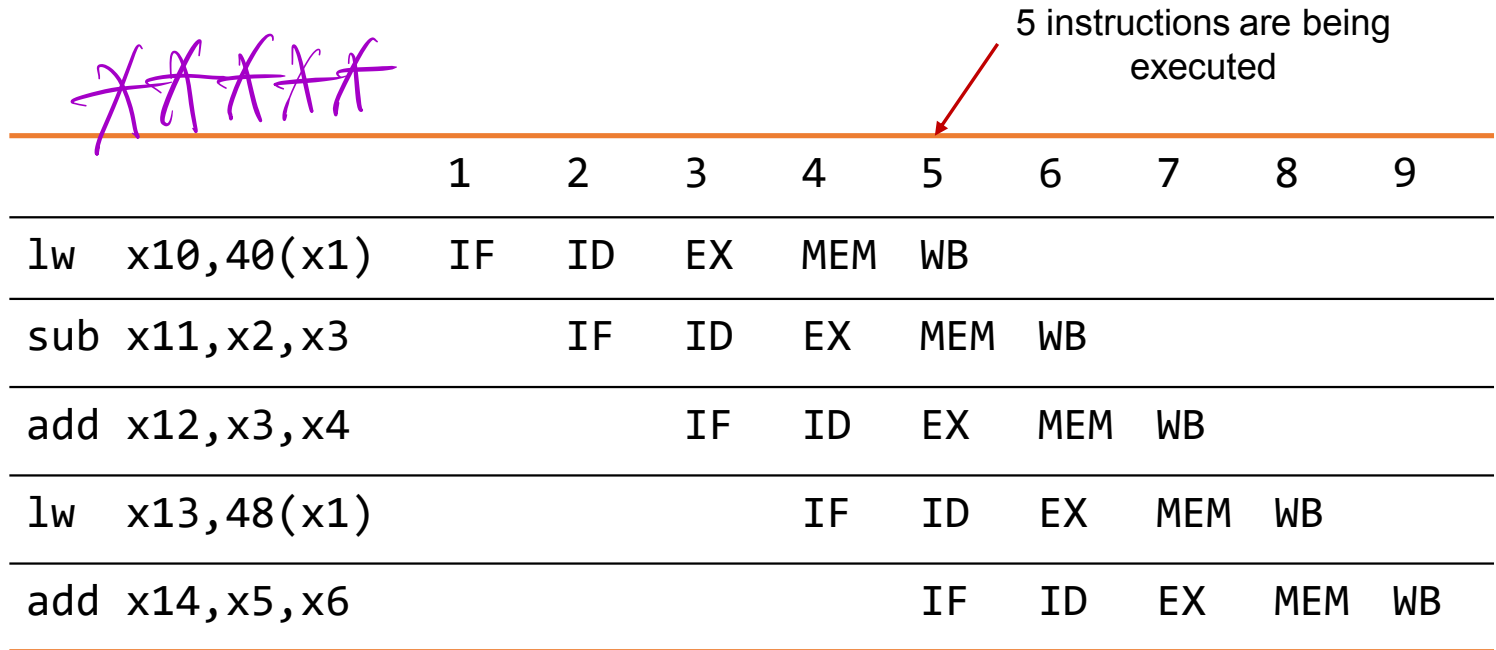 5 instructions are being
executed
1 2 3 4 5 6 7 8 9
lw x10,40(x1) IF ID EX MEM WB
sub x11,x2,x3 IF ID EX MEM WB
add x12,x3,x4 IF ID EX MEM WB
lw x13,48(x1) IF ID EX MEM WB
add x14,x5,x6 IF ID EX MEM WB